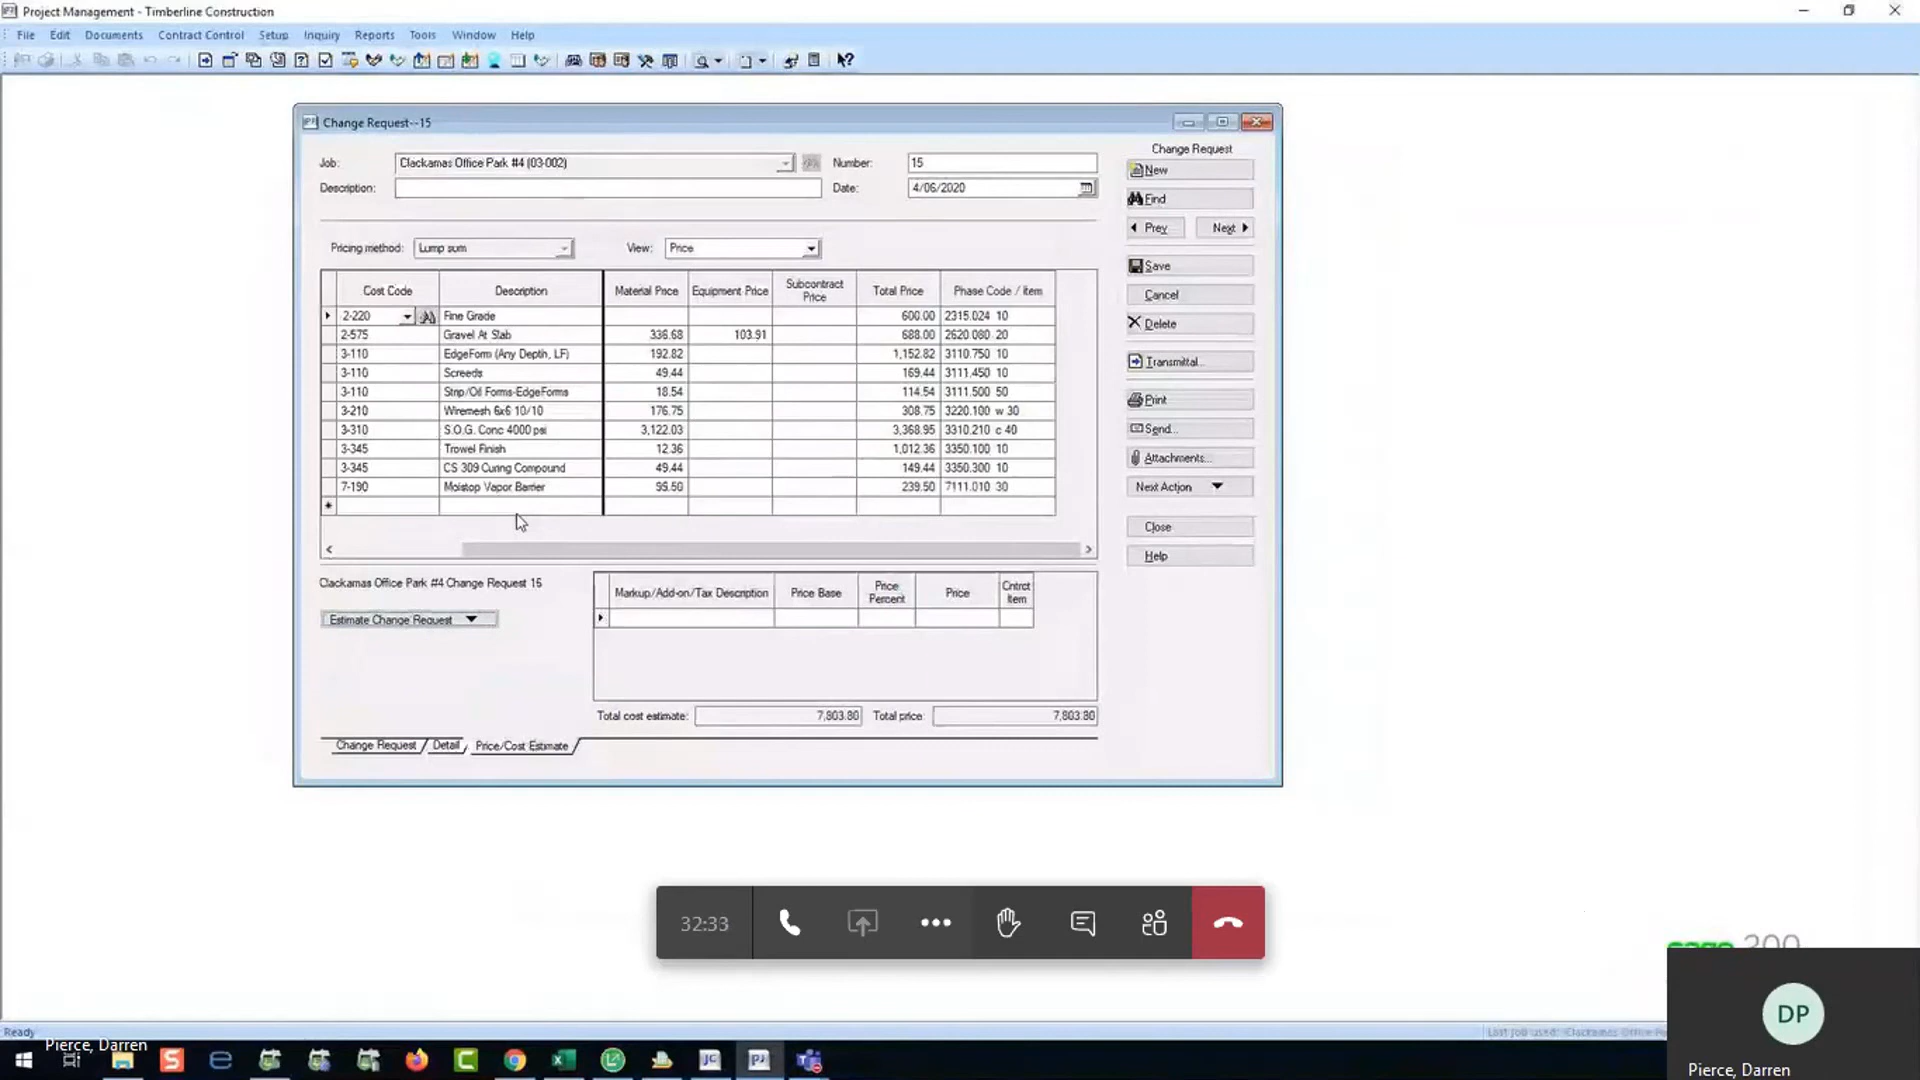 Project Management - Timberline Construction
File Edit Documents Contract Control Setup Inquiry Reports Tools Window Help
Change Request--15
Job: Clackamas Office Park #4 (03-002) Number: 15
Description: Date: 4/06/2020
Pricing method: Lump sum View: Price
Cost Code Description Material Price Equipment Price Subcontract Price Total Price Phase Code / Item
2-220 Fine Grade 600.00 2315.024 10
2-575 Gravel At Slab 336.68 103.91 688.00 2620.080 20
3-110 EdgeForm (Any Depth, LF) 192.82 1,152.82 3110.750 10
3-110 Screeds 49.44 169.44 3111.450 10
3-110 Strip/Oil Forms-EdgeForms 18.54 114.54 3111.500 50
3-210 Wiremesh 6x6 10/10 176.75 308.75 3220.100 w 30
3-310 S.O.G. Conc 4000 psi 3,122.03 3,368.95 3310.210 c 40
3-345 Trowel Finish 12.36 1,012.36 3350.100 10
3-345 CS 309 Curing Compound 49.44 149.44 3350.300 10
7-190 Moistop Vapor Barrier 95.50 239.50 7111.010 30
Clackamas Office Park #4 Change Request 15
Estimate Change Request
Markup/Add-on/Tax Description Price Base Price Percent Price Cntrct Item
Total cost estimate: 7,803.80 Total price: 7,803.80
Change Request Detail Price/Cost Estimate
Change Request
New
Find
Prev Next
Save
Cancel
Delete
Transmittal...
Print
Send...
Attachments...
Next Action
Close
Help
32:33
sage 300
DP
Pierce, Darren
Ready
Last job used: Clackamas Office
Pierce, Darren
JC
PJ